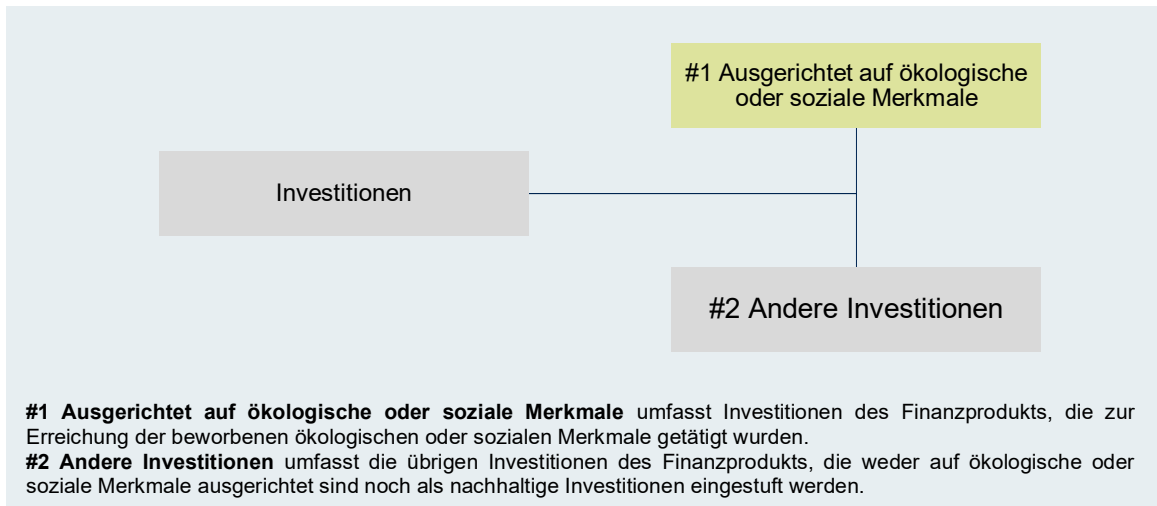 #1 Ausgerichtet auf ökologische
oder soziale Merkmale
Investitionen
#2 Andere Investitionen
#1 Ausgerichtet auf ökologische oder soziale Merkmale umfasst Investitionen des Finanzprodukts, die zur
Erreichung der beworbenen ökologischen oder sozialen Merkmale getätigt wurden.
#2 Andere Investitionen umfasst die übrigen Investitionen des Finanzprodukts, die weder auf ökologische oder
soziale Merkmale ausgerichtet sind noch als nachhaltige Investitionen eingestuft werden.